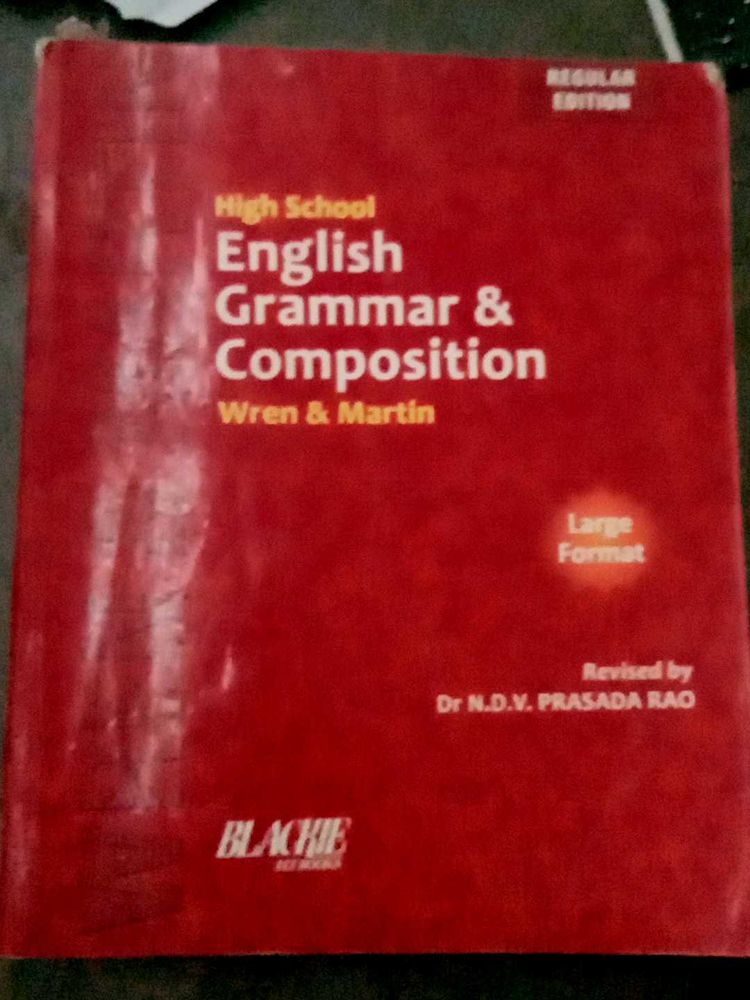 REGULAR
EDITION
High School
English
Grammar &
Composition
Wren & Martin
Large
Format
Revised by
Dr N.D.V. PRASADA RAO
BLACKIE